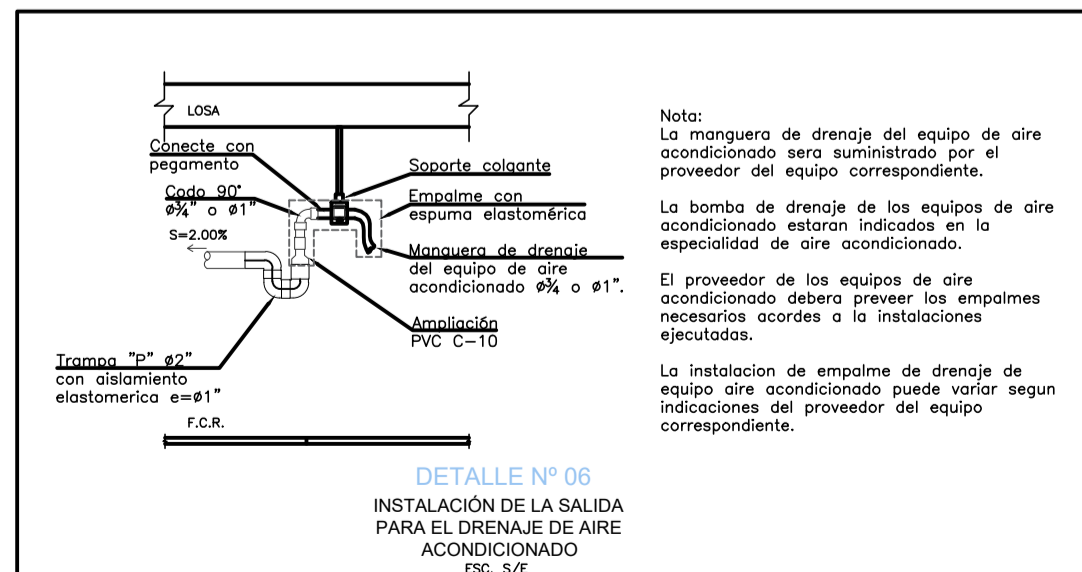 LOSA
Conecte con
pegamento
Codo 90°
ø¾" o ø1"
S=2.00%
Soporte colgante
Empalme con
espuma elastomérica
Manguera de drenaje
del equipo de aire
acondicionado ø¾ o ø1".
Ampliación
PVC C-10
Trampa "P" ø2"
con aislamiento
elastomerica e=ø1"
F.C.R.
Nota:
La manguera de drenaje del equipo de aire
acondicionado sera suministrado por el
proveedor del equipo correspondiente.
La bomba de drenaje de los equipos de aire
acondicionado estaran indicados en la
especialidad de aire acondicionado.
El proveedor de los equipos de aire
acondicionado debera preveer los empalmes
necesarios acordes a la instalaciones
ejecutadas.
La instalacion de empalme de drenaje de
equipo aire acondicionado puede variar segun
indicaciones del proveedor del equipo
correspondiente.
DETALLE Nº 06
INSTALACIÓN DE LA SALIDA
PARA EL DRENAJE DE AIRE
ACONDICIONADO
ESC. S/E